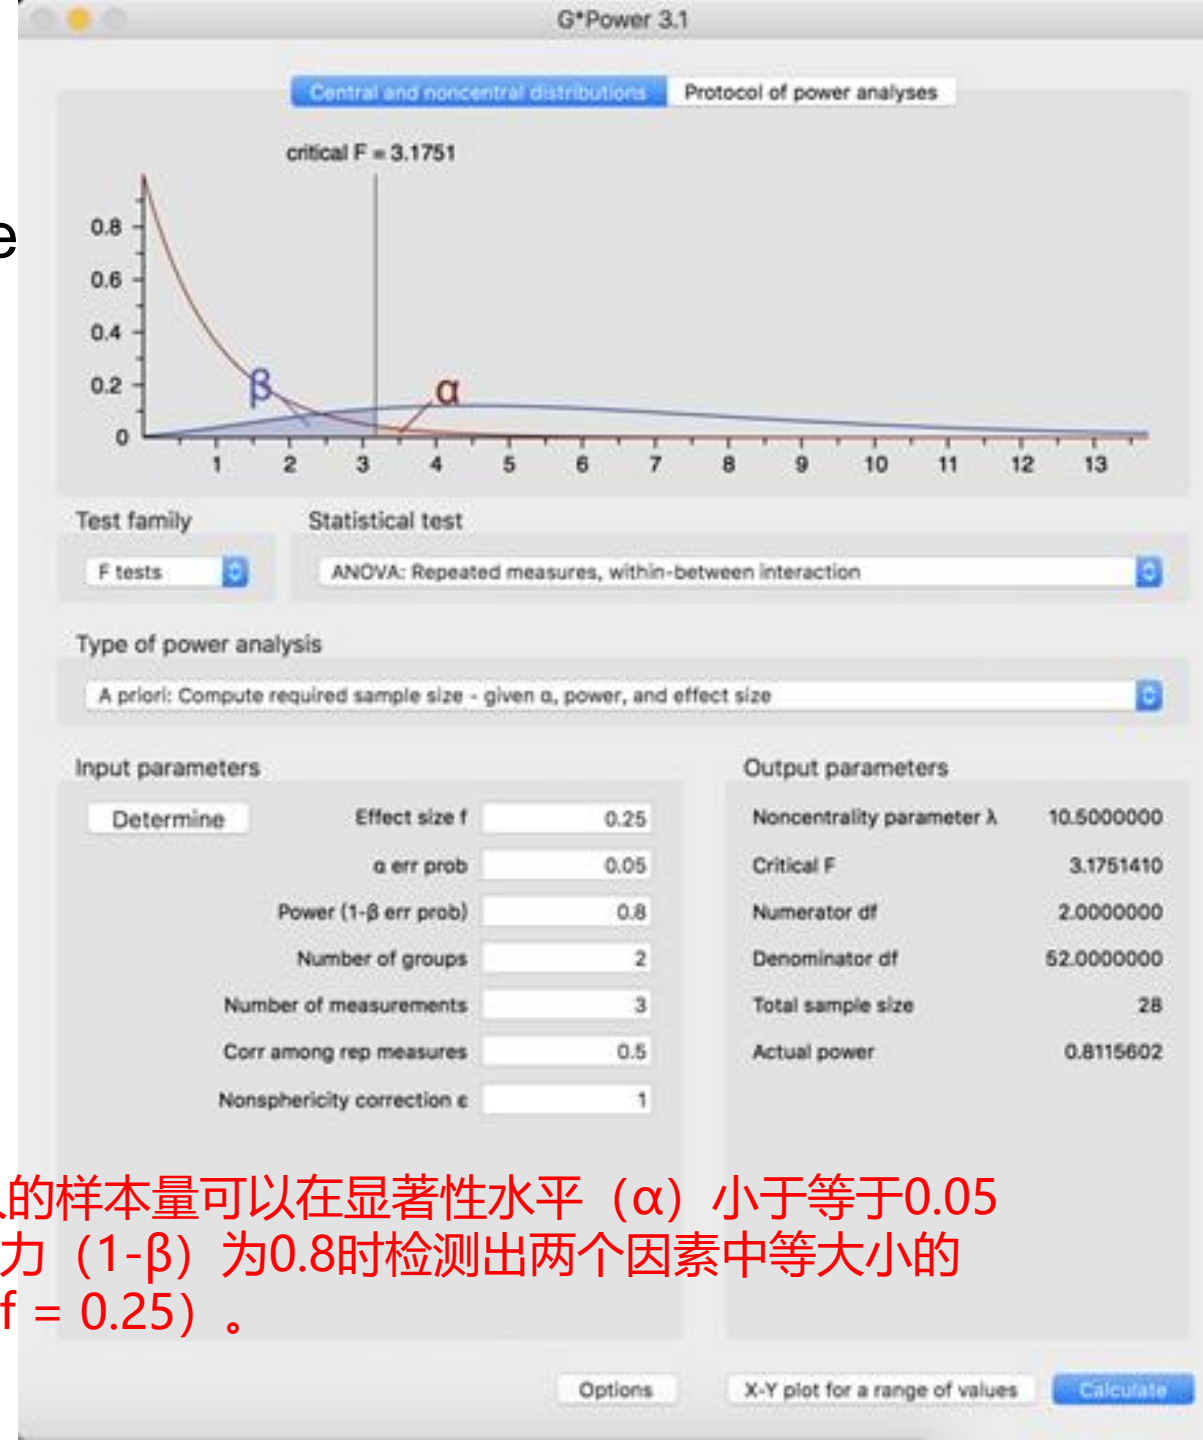 G*Power 3.1
Central and noncentral distributions
Protocol of power analyses
critical F = 3.1751
e
0.8
0.6
0.4
0.2
0
β
α
1 2 3 4 5 6 7 8 9 10 11 12 13
Test family
Statistical test
F tests
ANOVA: Repeated measures, within-between interaction
Type of power analysis
A priori: Compute required sample size - given α, power, and effect size
Input parameters
Output parameters
Determine
Effect size f 0.25
α err prob 0.05
Power (1-β err prob) 0.8
Number of groups 2
Number of measurements 3
Corr among rep measures 0.5
Nonsphericity correction ε 1
Noncentrality parameter λ 10.5000000
Critical F 3.1751410
Numerator df 2.0000000
Denominator df 52.0000000
Total sample size 28
Actual power 0.8115602
的样本量可以在显著性水平（α）小于等于0.05
力（1-β）为0.8时检测出两个因素中等大小的
f = 0.25）。
Options
X-Y plot for a range of values
Calculate